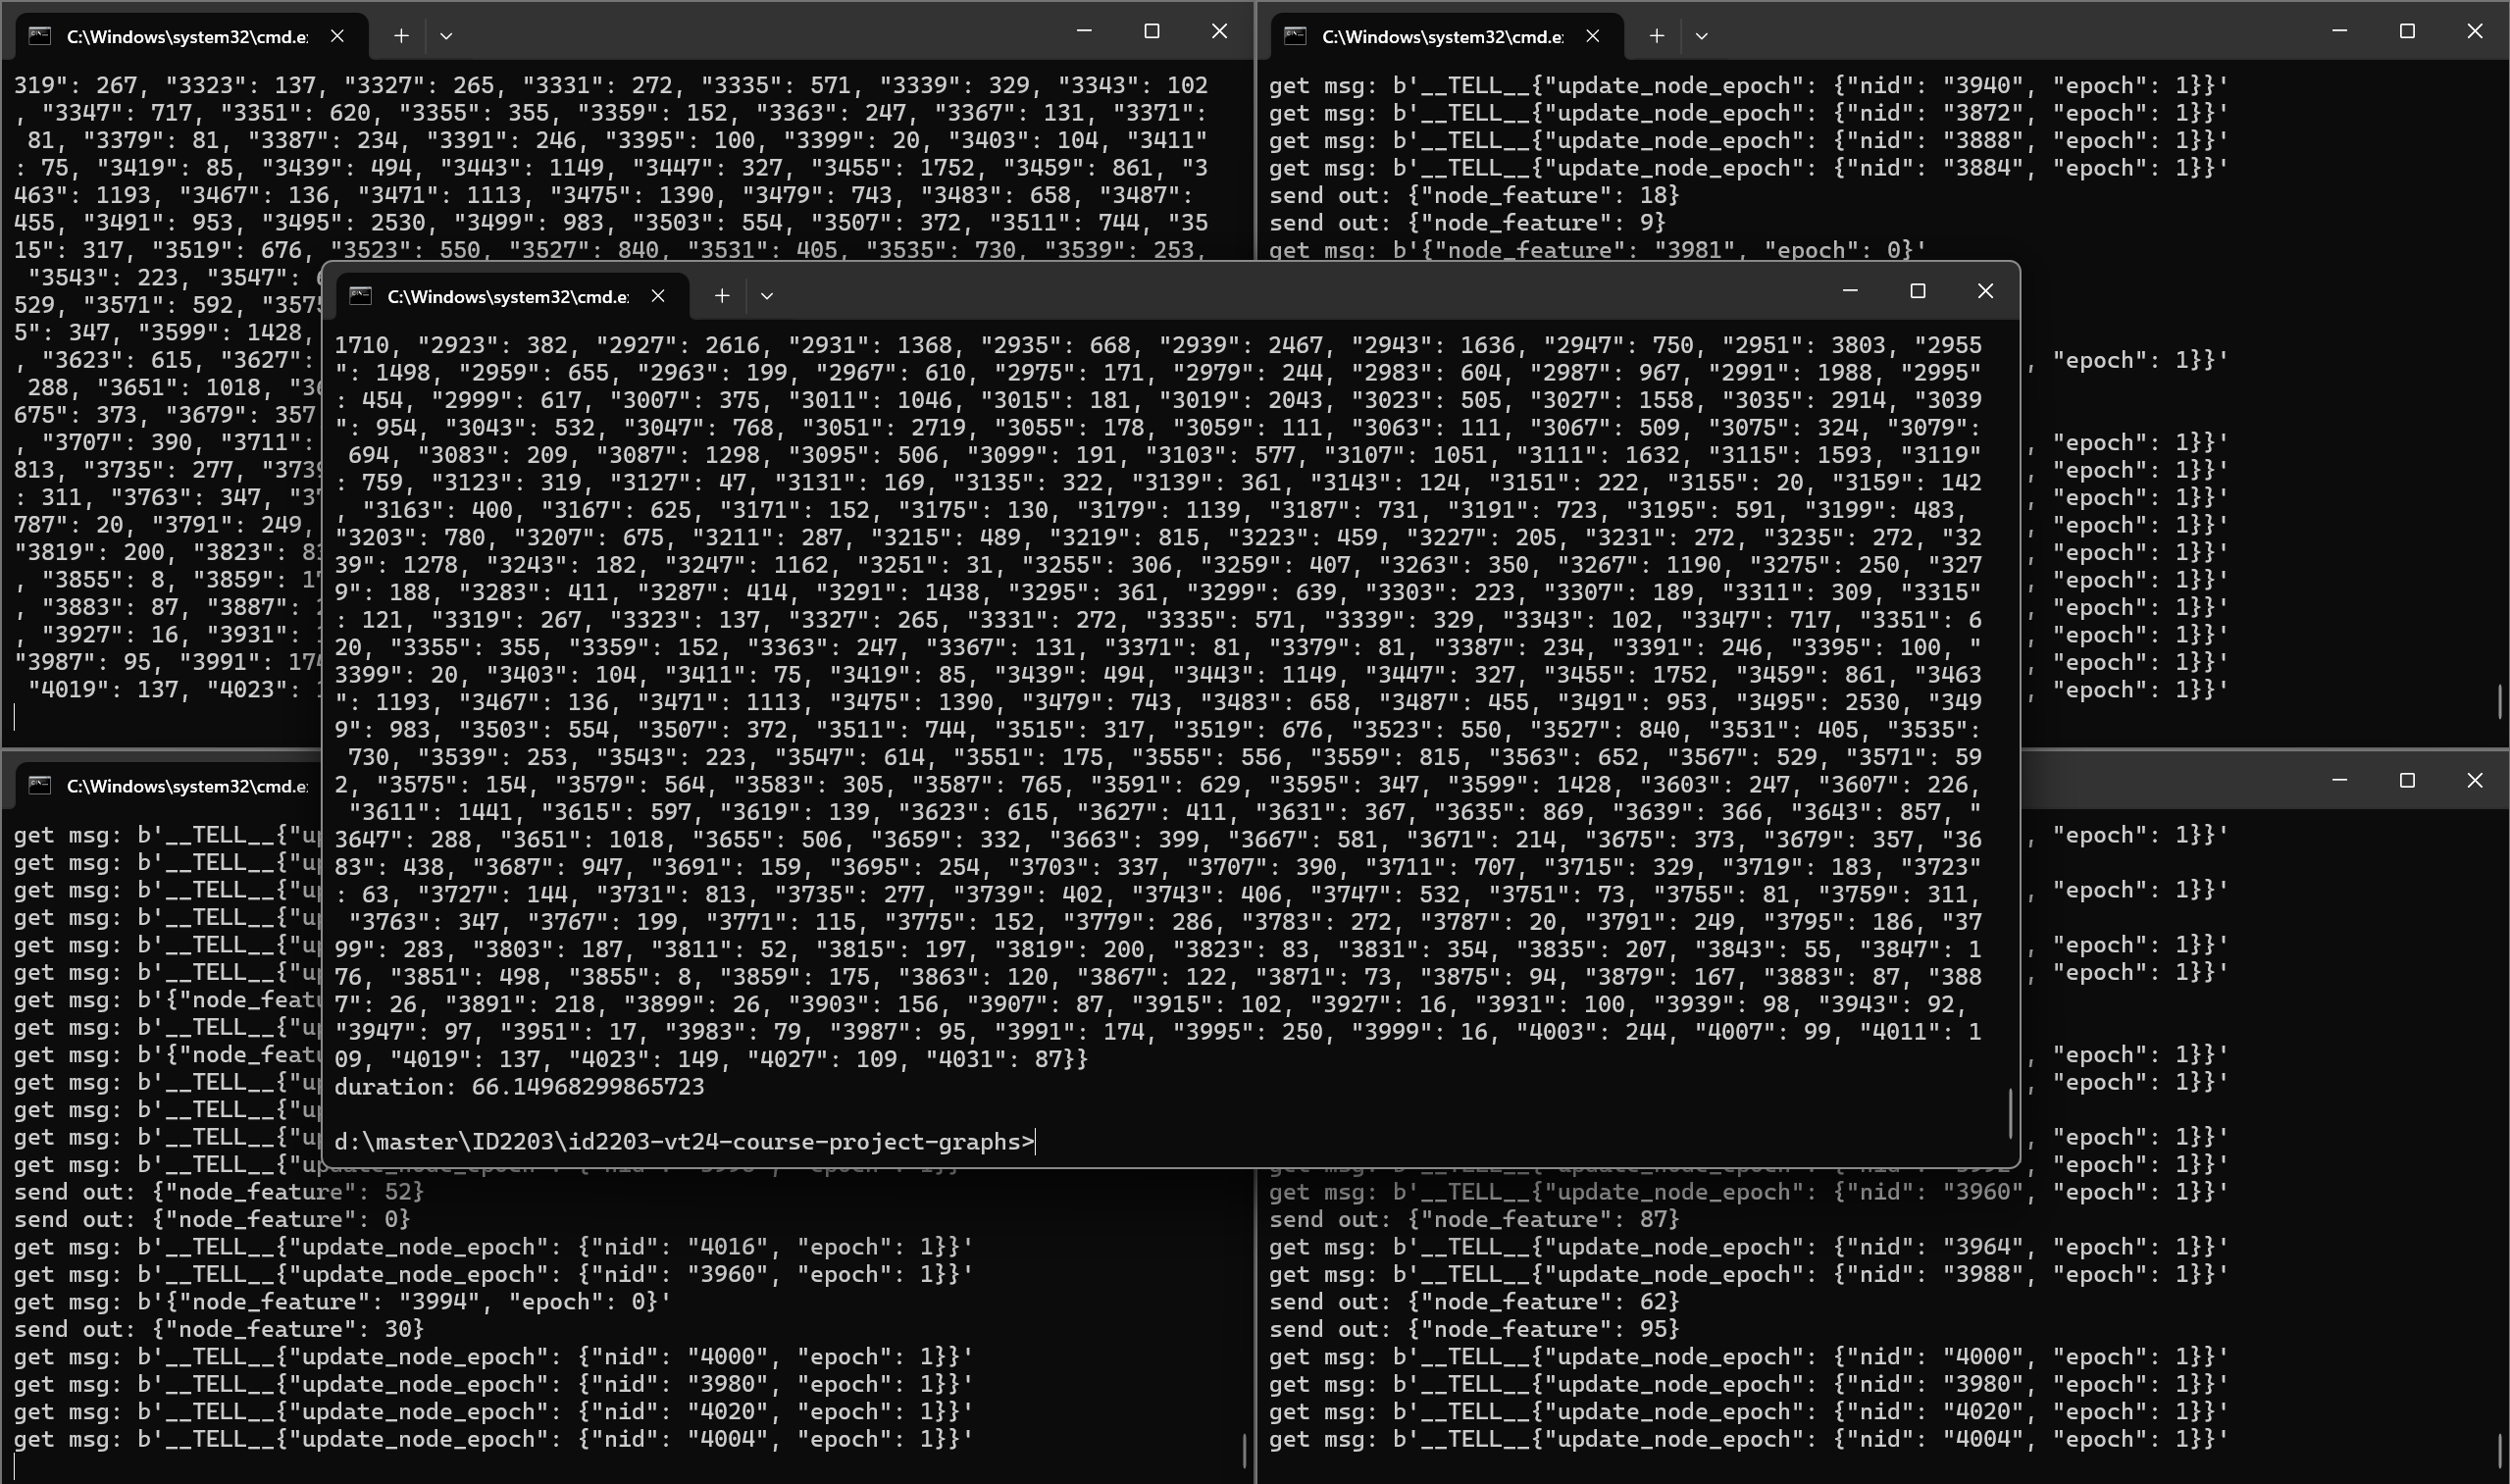 C:\Windows\system32\cmd.e:
319": 267, "3323": 137, "3327": 265, "3331": 272, "3335": 571, "3339": 329, "3343": 102
, "3347": 717, "3351": 620, "3355": 355, "3359": 152, "3363": 247, "3367": 131, "3371":
81, "3379": 81, "3387": 234, "3391": 246, "3395": 100, "3399": 20, "3403": 104, "3411"
: 75, "3419": 85, "3439": 494, "3443": 1149, "3447": 327, "3455": 1752, "3459": 861, "3
463": 1193, "3467": 136, "3471": 1113, "3475": 1390, "3479": 743, "3483": 658, "3487":
455, "3491": 953, "3495": 2530, "3499": 983, "3503": 554, "3507": 372, "3511": 744, "35
15": 317, "3519": 676, "3523": 550, "3527": 840, "3531": 405, "3535": 730, "3539": 253,
"3543": 223, "3547":
529, "3571": 592, "357
5": 347, "3599": 1428,
, "3623": 615, "3627":
288, "3651": 1018, "3
675": 373, "3679": 357
, "3707": 390, "3711":
813, "3735": 277, "373
: 311, "3763": 347, "3
787": 20, "3791": 249,
"3819": 200, "3823": 8
, "3855": 8, "3859": 1
, "3883": 87, "3887":
, "3927": 16, "3931":
"3987": 95, "3991": 174
"4019": 137, "4023":
C:\Windows\system32\cmd.e:
get msg: b'__TELL__{"update_node_epoch": {"nid": "3940", "epoch": 1}}'
get msg: b'__TELL__{"update_node_epoch": {"nid": "3872", "epoch": 1}}'
get msg: b'__TELL__{"update_node_epoch": {"nid": "3888", "epoch": 1}}'
get msg: b'__TELL__{"update_node_epoch": {"nid": "3884", "epoch": 1}}'
send out: {"node_feature": 18}
send out: {"node_feature": 9}
get msg: b'{"node_feature": "3981", "epoch": 0}'
, "epoch": 1}}'
, "epoch": 1}}'
, "epoch": 1}}'
, "epoch": 1}}'
, "epoch": 1}}'
, "epoch": 1}}'
, "epoch": 1}}'
, "epoch": 1}}'
, "epoch": 1}}'
, "epoch": 1}}'
, "epoch": 1}}'
C:\Windows\system32\cmd.e:
1710, "2923": 382, "2927": 2616, "2931": 1368, "2935": 668, "2939": 2467, "2943": 1636, "2947": 750, "2951": 3803, "2955
": 1498, "2959": 655, "2963": 199, "2967": 610, "2975": 171, "2979": 244, "2983": 604, "2987": 967, "2991": 1988, "2995"
: 454, "2999": 617, "3007": 375, "3011": 1046, "3015": 181, "3019": 2043, "3023": 505, "3027": 1558, "3035": 2914, "3039
": 954, "3043": 532, "3047": 768, "3051": 2719, "3055": 178, "3059": 111, "3063": 111, "3067": 509, "3075": 324, "3079":
694, "3083": 209, "3087": 1298, "3095": 506, "3099": 191, "3103": 577, "3107": 1051, "3111": 1632, "3115": 1593, "3119"
: 759, "3123": 319, "3127": 47, "3131": 169, "3135": 322, "3139": 361, "3143": 124, "3151": 222, "3155": 20, "3159": 142
, "3163": 400, "3167": 625, "3171": 152, "3175": 130, "3179": 1139, "3187": 731, "3191": 723, "3195": 591, "3199": 483,
"3203": 780, "3207": 675, "3211": 287, "3215": 489, "3219": 815, "3223": 459, "3227": 205, "3231": 272, "3235": 272, "32
39": 1278, "3243": 182, "3247": 1162, "3251": 31, "3255": 306, "3259": 407, "3263": 350, "3267": 1190, "3275": 250, "327
9": 188, "3283": 411, "3287": 414, "3291": 1438, "3295": 361, "3299": 639, "3303": 223, "3307": 189, "3311": 309, "3315"
: 121, "3319": 267, "3323": 137, "3327": 265, "3331": 272, "3335": 571, "3339": 329, "3343": 102, "3347": 717, "3351": 6
20, "3355": 355, "3359": 152, "3363": 247, "3367": 131, "3371": 81, "3379": 81, "3387": 234, "3391": 246, "3395": 100, "
3399": 20, "3403": 104, "3411": 75, "3419": 85, "3439": 494, "3443": 1149, "3447": 327, "3455": 1752, "3459": 861, "3463
": 1193, "3467": 136, "3471": 1113, "3475": 1390, "3479": 743, "3483": 658, "3487": 455, "3491": 953, "3495": 2530, "349
9": 983, "3503": 554, "3507": 372, "3511": 744, "3515": 317, "3519": 676, "3523": 550, "3527": 840, "3531": 405, "3535":
730, "3539": 253, "3543": 223, "3547": 614, "3551": 175, "3555": 556, "3559": 815, "3563": 652, "3567": 529, "3571": 59
2, "3575": 154, "3579": 564, "3583": 305, "3587": 765, "3591": 629, "3595": 347, "3599": 1428, "3603": 247, "3607": 226,
"3611": 1441, "3615": 597, "3619": 139, "3623": 615, "3627": 411, "3631": 367, "3635": 869, "3639": 366, "3643": 857, "
3647": 288, "3651": 1018, "3655": 506, "3659": 332, "3663": 399, "3667": 581, "3671": 214, "3675": 373, "3679": 357, "36
83": 438, "3687": 947, "3691": 159, "3695": 254, "3703": 337, "3707": 390, "3711": 707, "3715": 329, "3719": 183, "3723"
: 63, "3727": 144, "3731": 813, "3735": 277, "3739": 402, "3743": 406, "3747": 532, "3751": 73, "3755": 81, "3759": 311,
"3763": 347, "3767": 199, "3771": 115, "3775": 152, "3779": 286, "3783": 272, "3787": 20, "3791": 249, "3795": 186, "37
99": 283, "3803": 187, "3811": 52, "3815": 197, "3819": 200, "3823": 83, "3831": 354, "3835": 207, "3843": 55, "3847": 1
76, "3851": 498, "3855": 8, "3859": 175, "3863": 120, "3867": 122, "3871": 73, "3875": 94, "3879": 167, "3883": 87, "388
7": 26, "3891": 218, "3899": 26, "3903": 156, "3907": 87, "3915": 102, "3927": 16, "3931": 100, "3939": 98, "3943": 92,
"3947": 97, "3951": 17, "3983": 79, "3987": 95, "3991": 174, "3995": 250, "3999": 16, "4003": 244, "4007": 99, "4011": 1
09, "4019": 137, "4023": 149, "4027": 109, "4031": 87}}
duration: 66.14968299865723
d:\master\ID2203\id2203-vt24-course-project-graphs>
C:\Windows\system32\cmd.e:
get msg: b'__TELL__{"u
get msg: b'__TELL__{"u
get msg: b'__TELL__{"u
get msg: b'__TELL__{"u
get msg: b'__TELL__{"u
get msg: b'__TELL__{"u
get msg: b'{"node_feat
get msg: b'__TELL__{"u
get msg: b'{"node_feat
get msg: b'__TELL__{"u
get msg: b'__TELL__{"u
get msg: b'__TELL__{"u
get msg: b'__TELL__{"update_node_epoch": {"nid": "3996", "epoch": 1}}'
send out: {"node_feature": 52}
send out: {"node_feature": 0}
get msg: b'__TELL__{"update_node_epoch": {"nid": "4016", "epoch": 1}}'
get msg: b'__TELL__{"update_node_epoch": {"nid": "3960", "epoch": 1}}'
get msg: b'{"node_feature": "3994", "epoch": 0}'
send out: {"node_feature": 30}
get msg: b'__TELL__{"update_node_epoch": {"nid": "4000", "epoch": 1}}'
get msg: b'__TELL__{"update_node_epoch": {"nid": "3980", "epoch": 1}}'
get msg: b'__TELL__{"update_node_epoch": {"nid": "4020", "epoch": 1}}'
get msg: b'__TELL__{"update_node_epoch": {"nid": "4004", "epoch": 1}}'
, "epoch": 1}}'
, "epoch": 1}}'
, "epoch": 1}}'
, "epoch": 1}}'
, "epoch": 1}}'
, "epoch": 1}}'
, "epoch": 1}}'
get msg: b'__TELL__{"update_node_epoch": {"nid": "3992", "epoch": 1}}'
get msg: b'__TELL__{"update_node_epoch": {"nid": "3960", "epoch": 1}}'
send out: {"node_feature": 87}
get msg: b'__TELL__{"update_node_epoch": {"nid": "3964", "epoch": 1}}'
get msg: b'__TELL__{"update_node_epoch": {"nid": "3988", "epoch": 1}}'
send out: {"node_feature": 62}
send out: {"node_feature": 95}
get msg: b'__TELL__{"update_node_epoch": {"nid": "4000", "epoch": 1}}'
get msg: b'__TELL__{"update_node_epoch": {"nid": "3980", "epoch": 1}}'
get msg: b'__TELL__{"update_node_epoch": {"nid": "4020", "epoch": 1}}'
get msg: b'__TELL__{"update_node_epoch": {"nid": "4004", "epoch": 1}}'